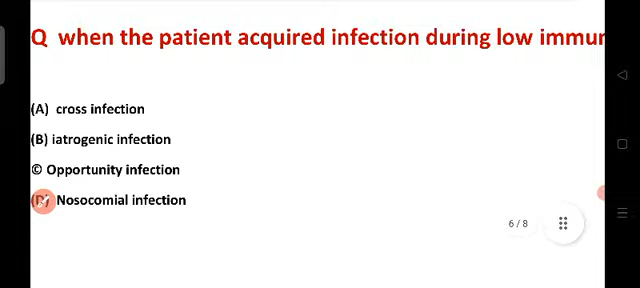 Q when the patient acquired infection during low immun
(A) cross infection
(B) iatrogenic infection
© Opportunity infection
(D) Nosocomial infection
6 / 8